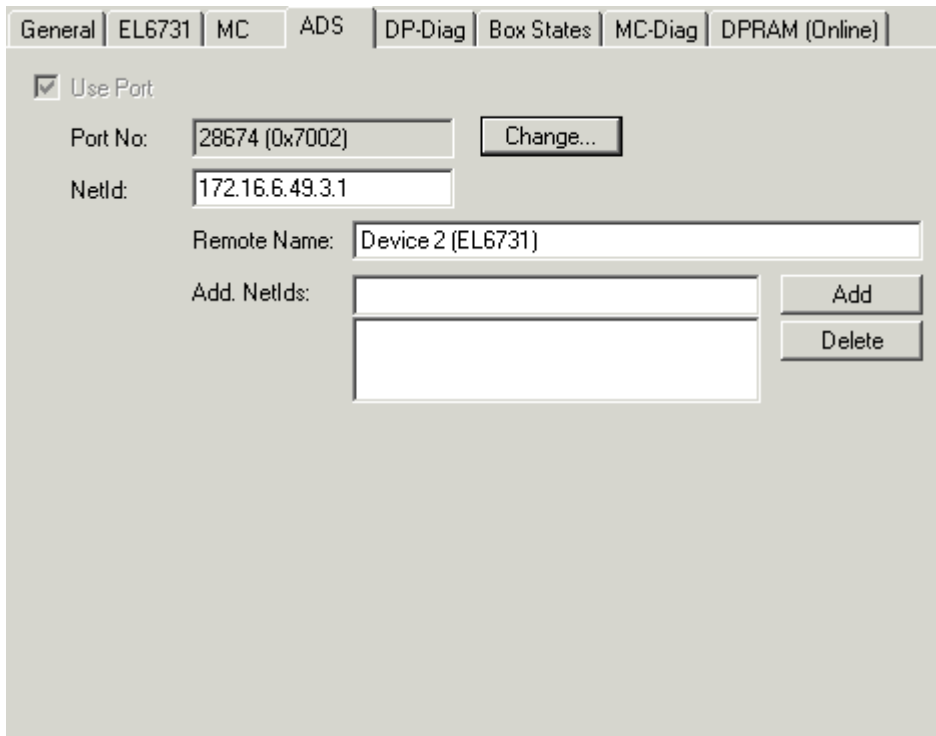 General EL6731 MC ADS DP-Diag Box States MC-Diag DPRAM (Online)
Use Port
Port No: 28674 (0x7002) Change...
NetId: 172.16.6.49.3.1
Remote Name: Device 2 (EL6731)
Add. NetIds: Add
Delete